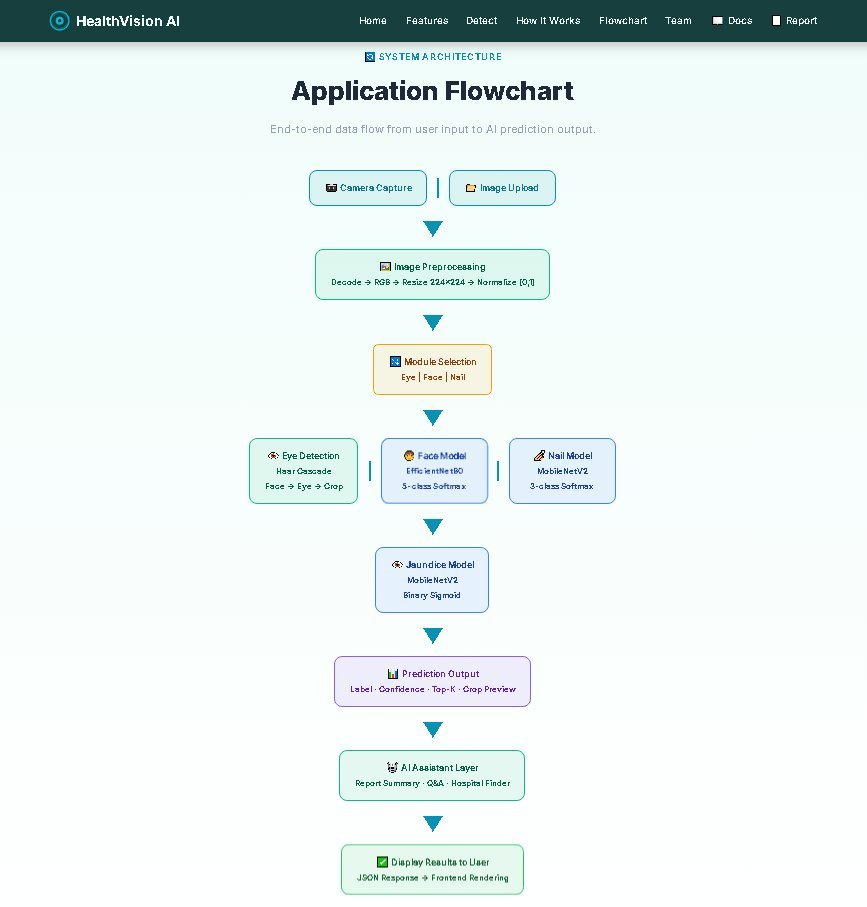 HealthVision AI
Home Features Detect How It Works Flowchart Team Docs Report
SYSTEM ARCHITECTURE
Application Flowchart
End-to-end data flow from user input to AI prediction output.
Camera Capture
Image Upload
Image Preprocessing
Decode → RGB → Resize 224×224 → Normalize [0,1]
Module Selection
Eye | Face | Nail
Eye Detection
Haar Cascade
Face → Eye → Crop
Face Model
EfficientNetB0
5-class Softmax
Nail Model
MobileNetV2
3-class Softmax
Jaundice Model
MobileNetV2
Binary Sigmoid
Prediction Output
Label · Confidence · Top-K · Crop Preview
AI Assistant Layer
Report Summary · Q&A · Hospital Finder
Display Results to User
JSON Response → Frontend Rendering